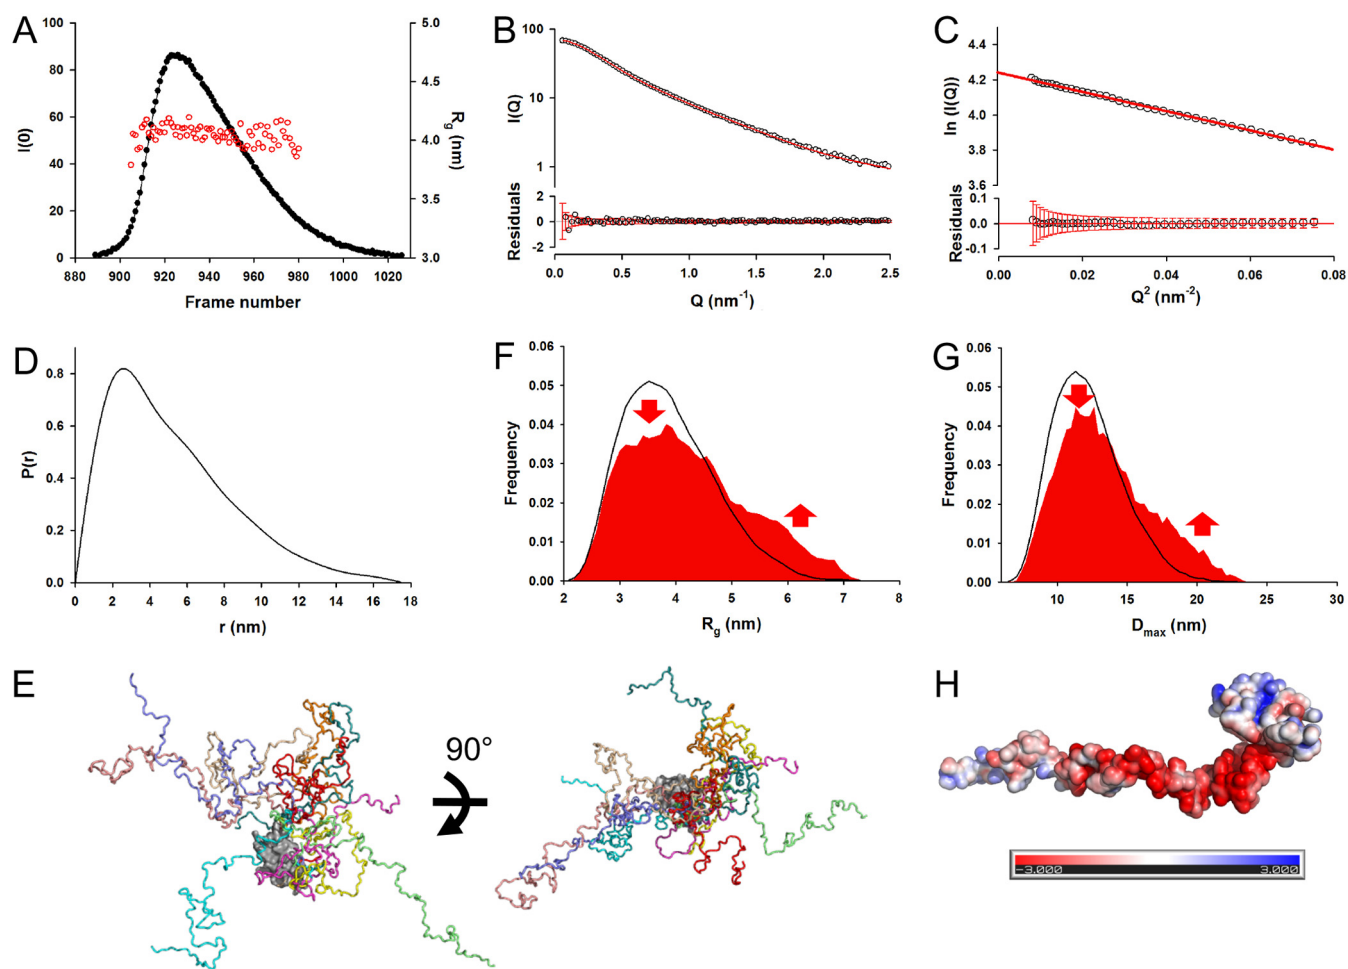 A
100
80
60
40
20
0
I(0)
5.0
4.5
4.0
3.5
3.0
Rg (nm)
880 900 920 940 960 980 1000 1020
Frame number
B
100
10
1
I(Q)
2
0
-2
Residuals
0.0 0.5 1.0 1.5 2.0 2.5
Q (nm-1)
C
4.4
4.2
4.0
3.8
3.6
ln (I(Q))
0.1
0.0
-0.1
Residuals
0.00 0.02 0.04 0.06 0.08
Q2 (nm-2)
D
0.8
0.6
0.4
0.2
0.0
P(r)
0 2 4 6 8 10 12 14 16 18
r (nm)
F
0.06
0.05
0.04
0.03
0.02
0.01
0.00
Frequency
2 3 4 5 6 7 8
Rg (nm)
G
0.06
0.05
0.04
0.03
0.02
0.01
0.00
Frequency
10 15 20 25 30
Dmax (nm)
E
90°
H
-3.000 3.000